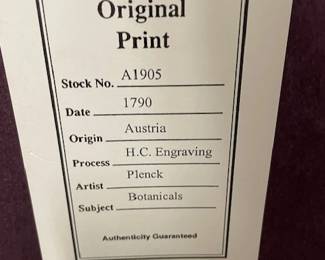 Original
Print
Stock No. A1905
Date 1790
Origin Austria
Process H.C. Engraving
Artist Plenck
Subject Botanicals
Authenticity Guaranteed